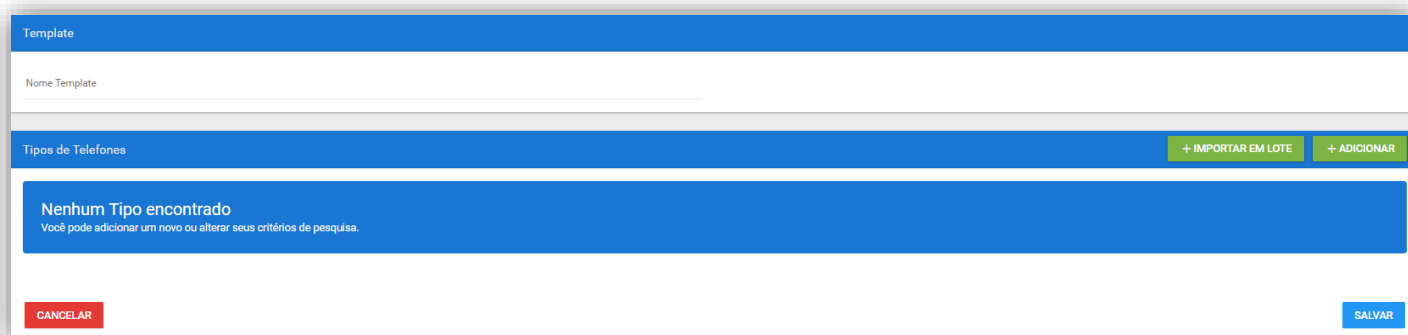 Template
Nome Template
Tipos de Telefones
+ IMPORTAR EM LOTE
+ ADICIONAR
Nenhum Tipo encontrado
Você pode adicionar um novo ou alterar seus critérios de pesquisa.
CANCELAR
SALVAR